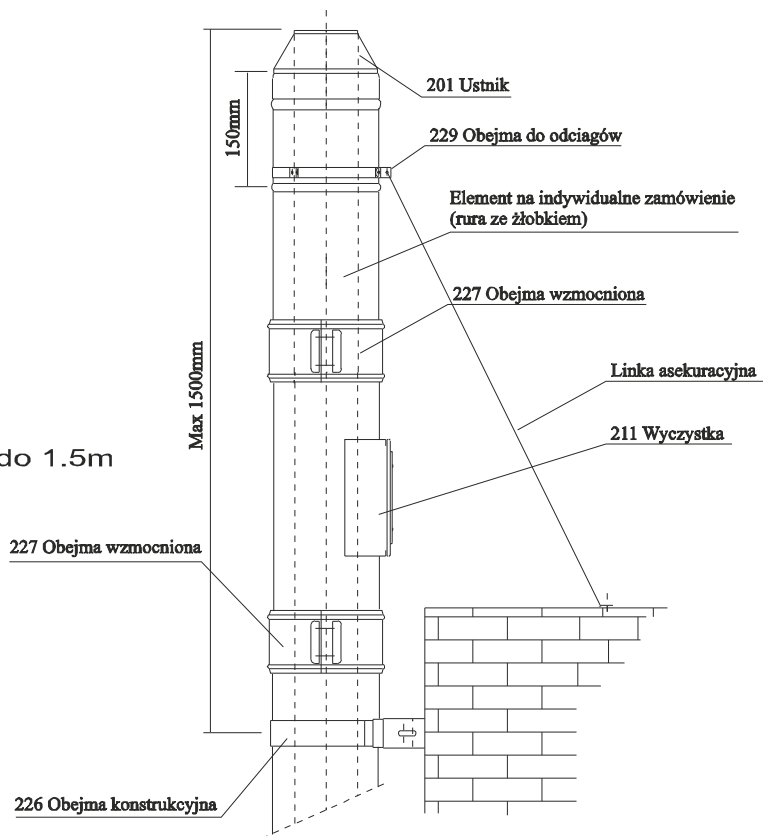 201 Ustnik
150mm
229 Obejma do odciagów
Element na indywidualne zamówienie
(rura ze żłobkiem)
227 Obejma wzmocniona
Linka asekuracyjna
Max 1500mm
211 Wyczystka
do 1.5m
227 Obejma wzmocniona
226 Obejma konstrukcyjna